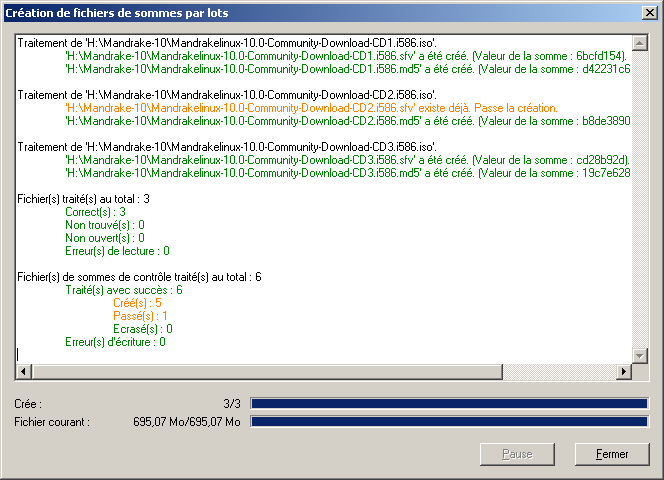 Création de fichiers de sommes par lots
Traitement de 'H:\Mandrake-10\Mandrakelinux-10.0-Community-Download-CD1.i586.iso'.
'H:\Mandrake-10\Mandrakelinux-10.0-Community-Download-CD1.i586.sfv' a été créé. (Valeur de la somme : 6bcfd154).
'H:\Mandrake-10\Mandrakelinux-10.0-Community-Download-CD1.i586.md5' a été créé. (Valeur de la somme : d42231c6
Traitement de 'H:\Mandrake-10\Mandrakelinux-10.0-Community-Download-CD2.i586.iso'.
'H:\Mandrake-10\Mandrakelinux-10.0-Community-Download-CD2.i586.sfv' existe déjà. Passe la création.
'H:\Mandrake-10\Mandrakelinux-10.0-Community-Download-CD2.i586.md5' a été créé. (Valeur de la somme : b8de3890
Traitement de 'H:\Mandrake-10\Mandrakelinux-10.0-Community-Download-CD3.i586.iso'.
'H:\Mandrake-10\Mandrakelinux-10.0-Community-Download-CD3.i586.sfv' a été créé. (Valeur de la somme : cd28b92d).
'H:\Mandrake-10\Mandrakelinux-10.0-Community-Download-CD3.i586.md5' a été créé. (Valeur de la somme : 19c7e628
Fichier(s) traité(s) au total : 3
Correct(s) : 3
Non trouvé(s) : 0
Non ouvert(s) : 0
Erreur(s) de lecture : 0
Fichier(s) de sommes de contrôle traité(s) au total : 6
Traité(s) avec succès : 6
Créé(s) : 5
Passé(s) : 1
Ecrasé(s) : 0
Erreur(s) d'écriture : 0
Crée : 3/3
Fichier courant : 695,07 Mo/695,07 Mo
Pause Fermer